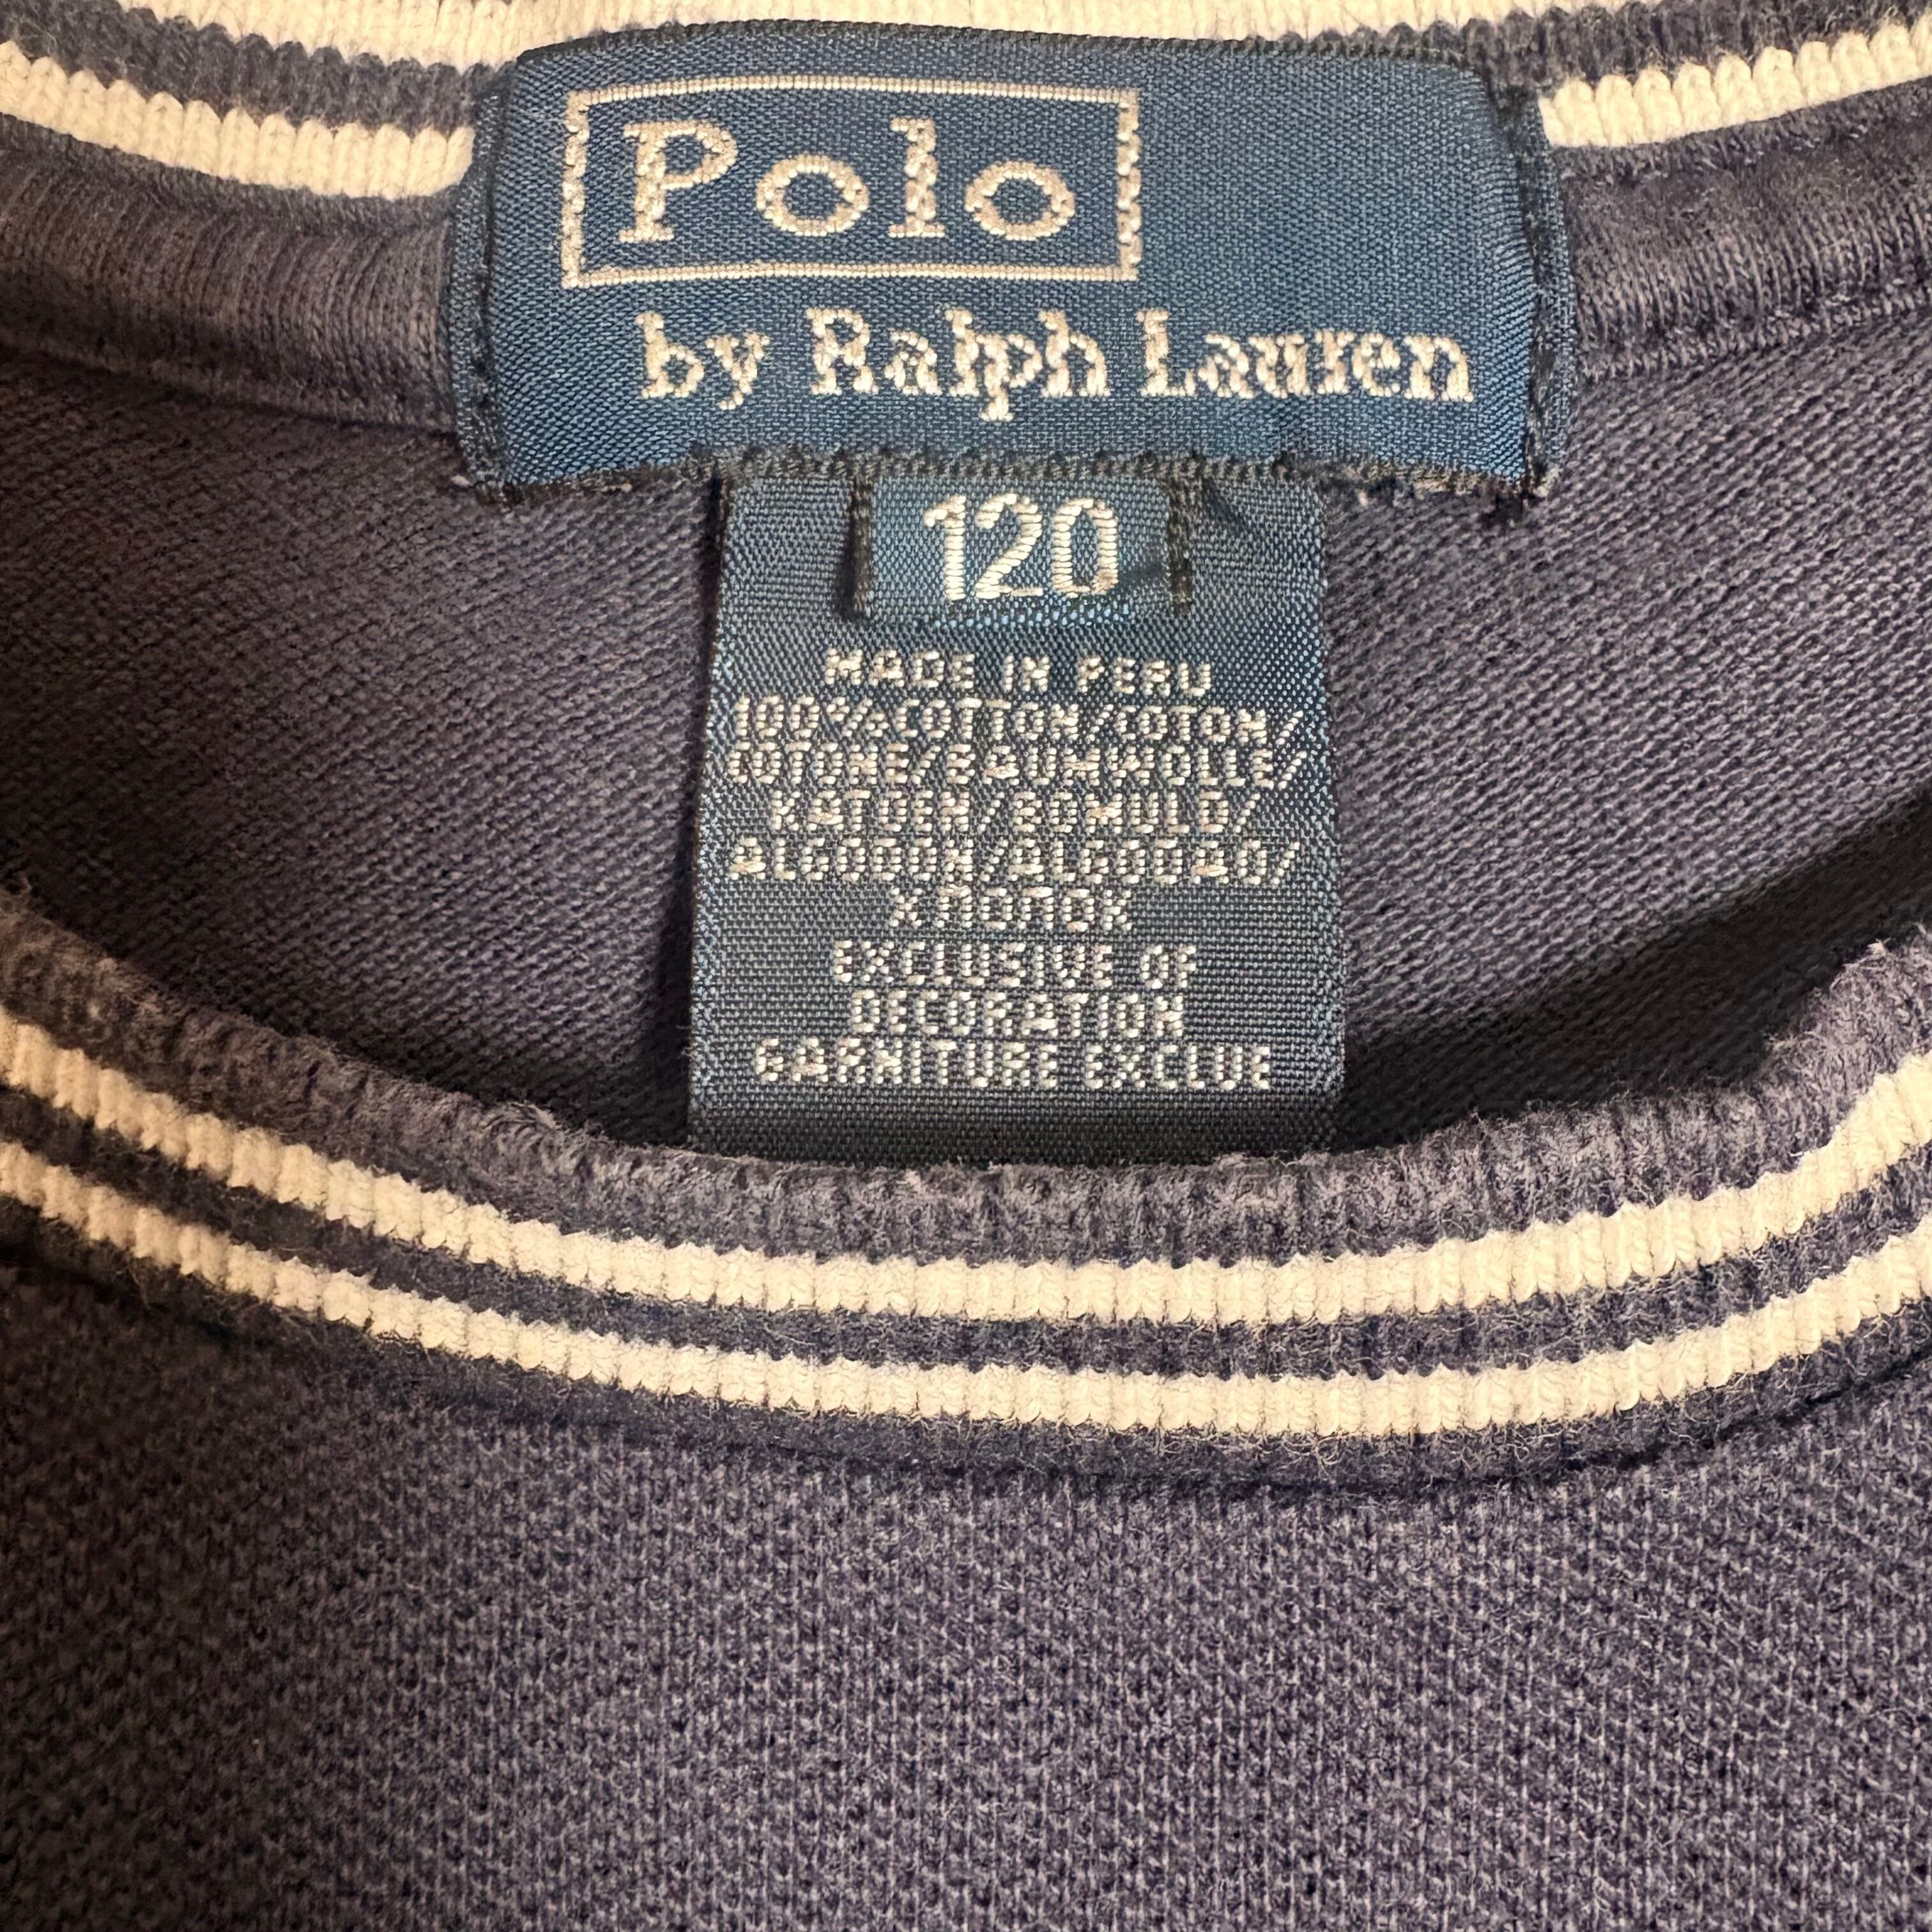 Polo
by Ralph Lauren
120
MADE IN PERU
100% COTTON/COTON/
COTONE/BAUMWOLLE/
KATOEN/BOMULD/
ALGODON/ALGODAO/
EXCLUSIVE OF
DECORATION
GARNITURE EXCLUE